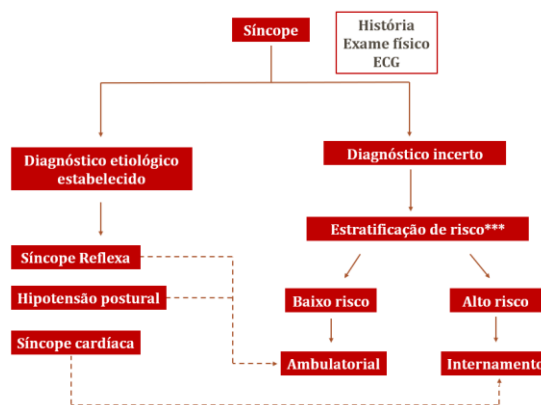 Síncope
História
Exame físico
ECG
Diagnóstico etiológico
estabelecido
Diagnóstico incerto
Estratificação de risco***
Síncope Reflexa
Hipotensão postural
Síncope cardíaca
Baixo risco
Alto risco
Ambulatorial
Internamento